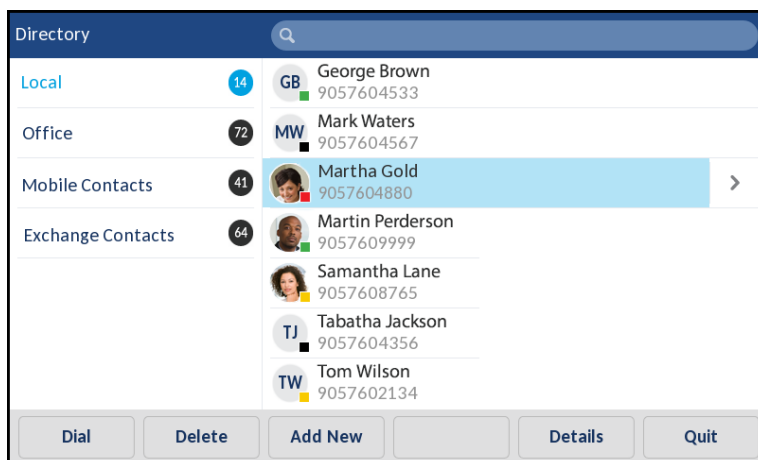 Directory
Local 14
Office 72
Mobile Contacts 41
Exchange Contacts 64
GB George Brown
9057604533
MW Mark Waters
9057604567
Martha Gold
9057604880
Martin Perderson
9057609999
Samantha Lane
9057608765
TJ Tabatha Jackson
9057604356
TW Tom Wilson
9057602134
Dial Delete Add New Details Quit